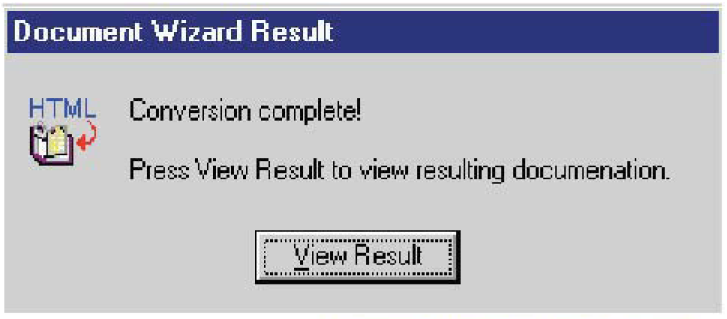 Document Wizard Result
HTML
Conversion complete!
Press View Result to view resulting documenation.
View Result